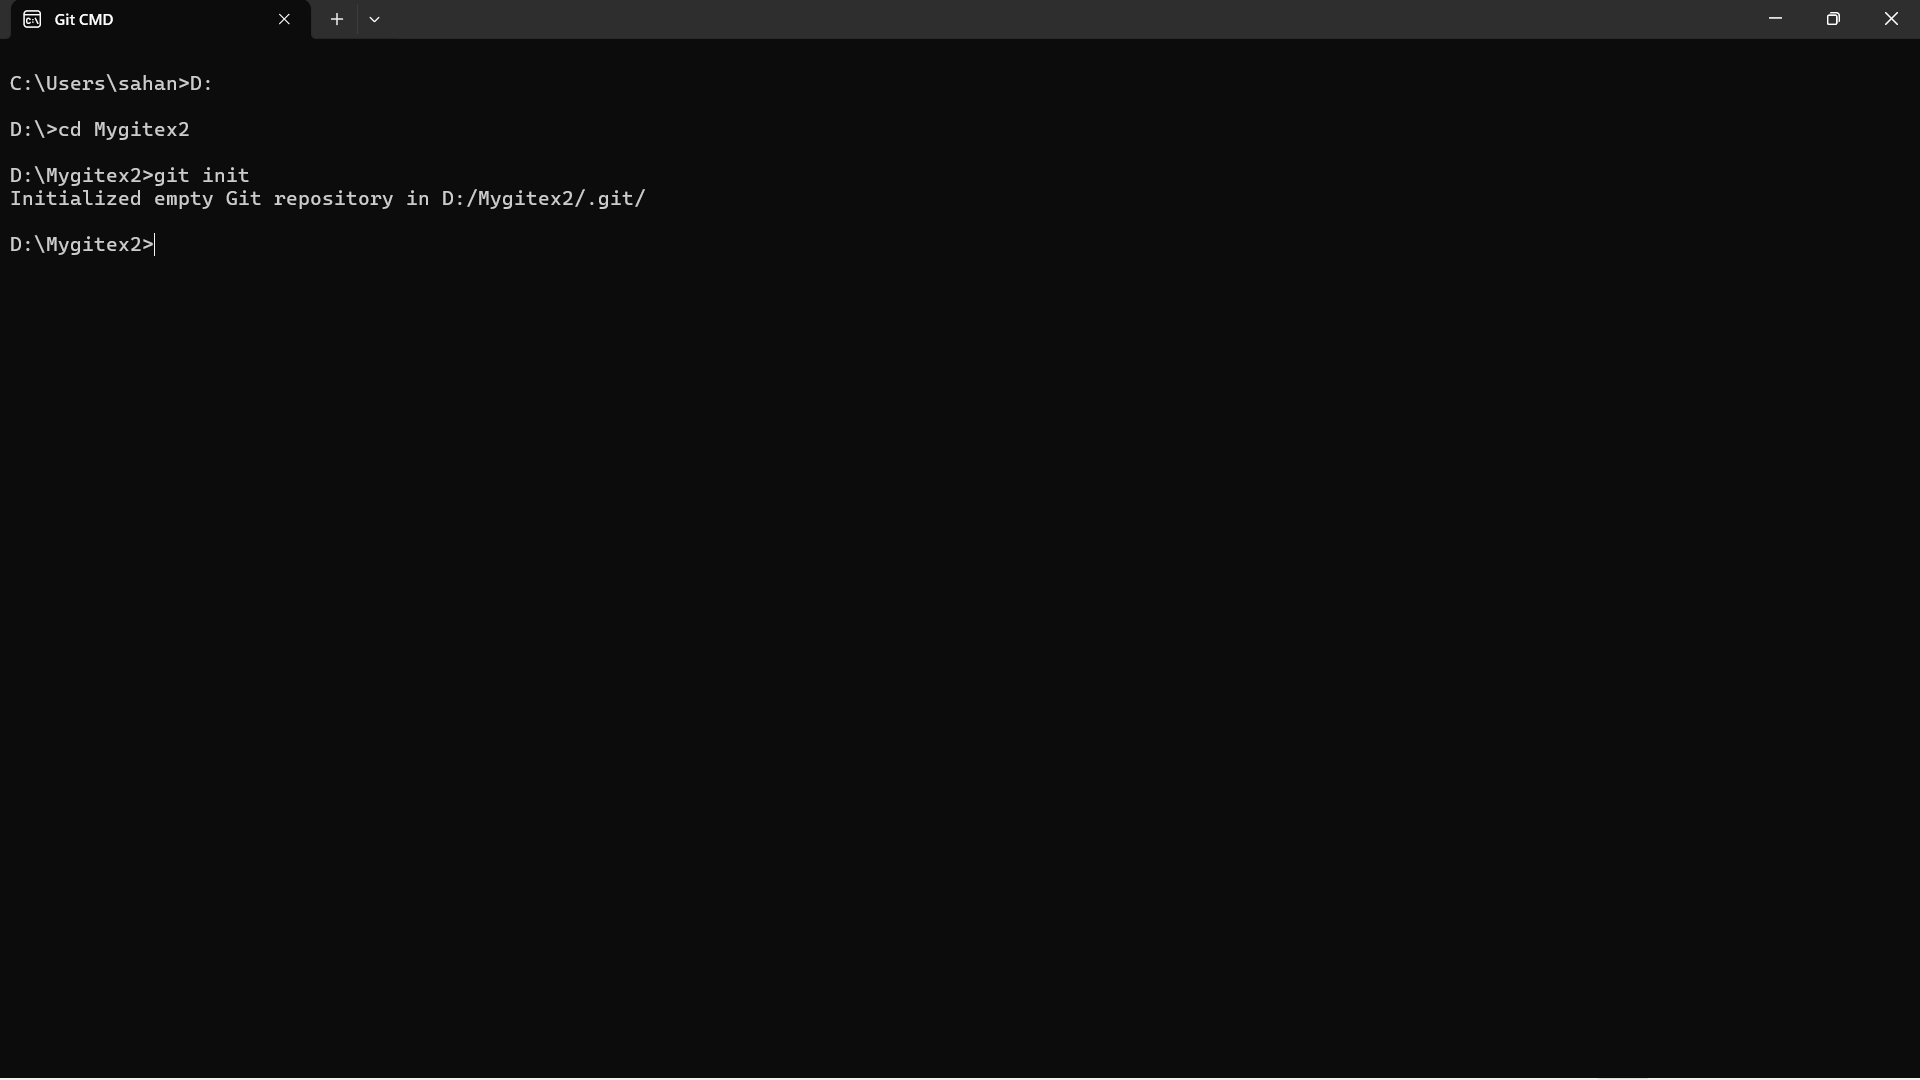 Git CMD
C:\Users\sahan>D:
D:\>cd Mygitex2
D:\Mygitex2>git init
Initialized empty Git repository in D:/Mygitex2/.git/
D:\Mygitex2>